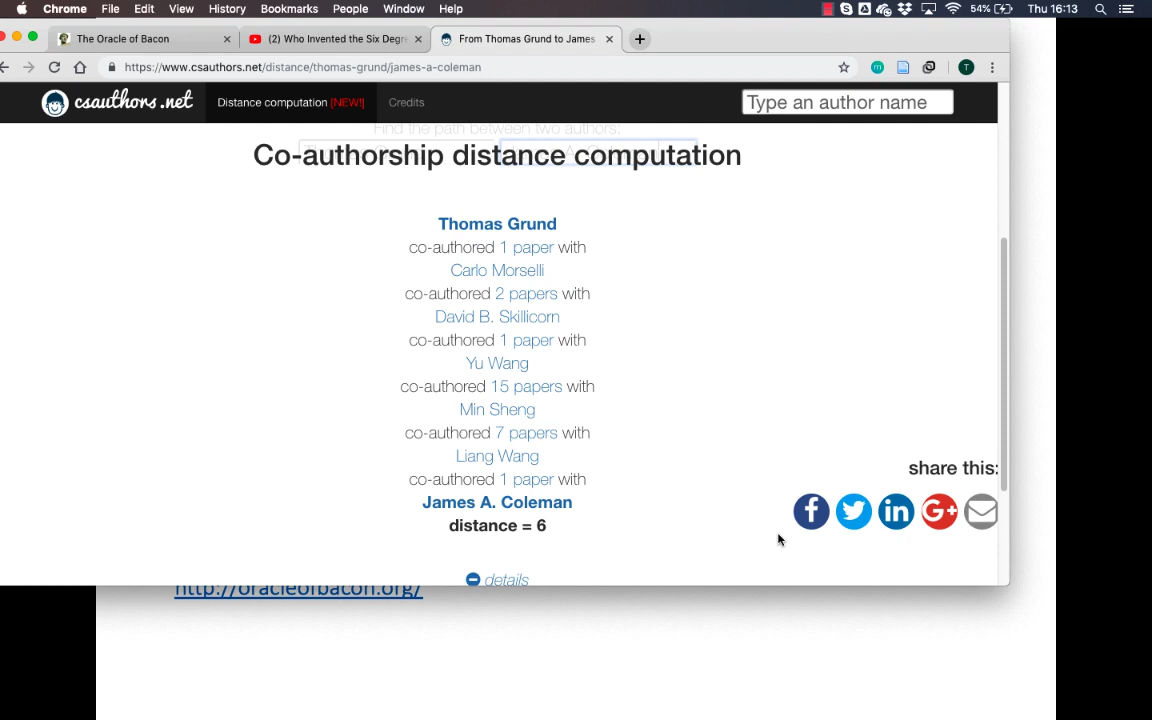 Chrome File Edit View History Bookmarks People Window Help 54% Thu 16:13
The Oracle of Bacon
(2) Who Invented the Six Degre
From Thomas Grund to James
https://www.csauthors.net/distance/thomas-grund/james-a-coleman
csauthors.net
Distance computation [NEW!]
Credits
Type an author name
Find the path between two authors:
Co-authorship distance computation
Thomas Grund
co-authored 1 paper with
Carlo Morselli
co-authored 2 papers with
David B. Skillicorn
co-authored 1 paper with
Yu Wang
co-authored 15 papers with
Min Sheng
co-authored 7 papers with
Liang Wang
co-authored 1 paper with
James A. Coleman
distance = 6
share this:
details
http://oracleofbacon.org/